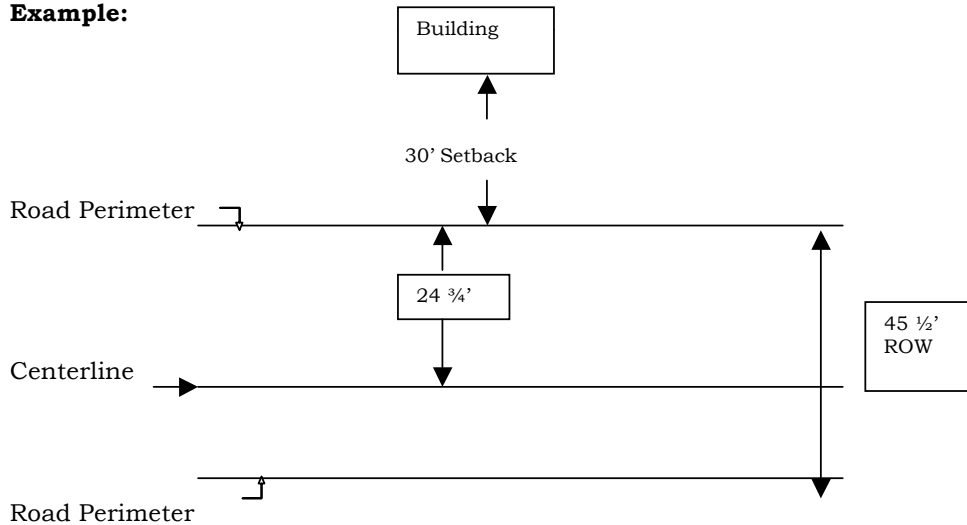 Example:
Building
30’ Setback
Road Perimeter
24 ¾’
45 ½’
ROW
Centerline
Road Perimeter